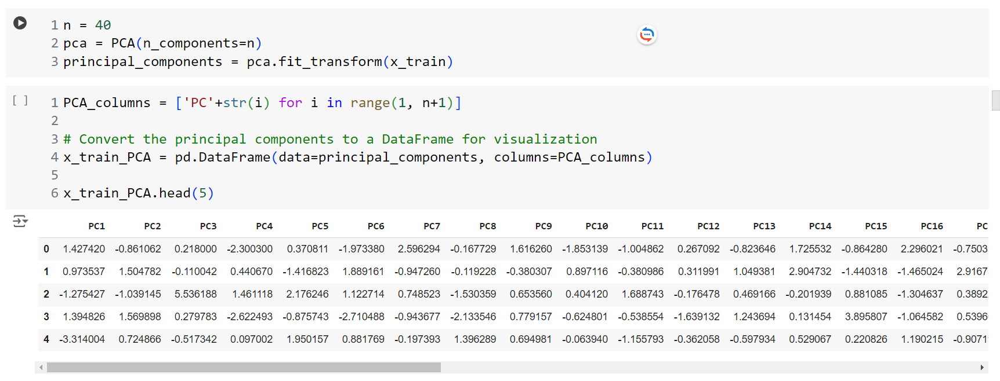 1 n = 40
2 pca = PCA(n_components=n)
3 principal_components = pca.fit_transform(x_train)
[ ]
1 PCA_columns = ['PC'+str(i) for i in range(1, n+1)]
2
3 # Convert the principal components to a DataFrame for visualization
4 x_train_PCA = pd.DataFrame(data=principal_components, columns=PCA_columns)
5
6 x_train_PCA.head(5)
PC1 PC2 PC3 PC4 PC5 PC6 PC7 PC8 PC9 PC10 PC11 PC12 PC13 PC14 PC15 PC16 PC
0 1.427420 -0.861062 0.218000 -2.300300 0.370811 -1.973380 2.596294 -0.167729 1.616260 -1.853139 -1.004862 0.267092 -0.823646 1.725532 -0.864280 2.296021 -0.7503
1 0.973537 1.504782 -0.110042 0.440670 -1.416823 1.889161 -0.947260 -0.119228 -0.380307 0.897116 -0.380986 0.311991 1.049381 2.904732 -1.440318 -1.465024 2.9167
2 -1.275427 -1.039145 5.536188 1.461118 2.176246 1.122714 0.748523 -1.530359 0.653560 0.404120 1.688743 -0.176478 0.469166 -0.201939 0.881085 -1.304637 0.3892
3 1.394826 1.569898 0.279783 -2.622493 -0.875743 -2.710488 -0.943677 -2.133546 0.779157 -0.624801 -0.538554 -1.639132 1.243694 0.131454 3.895807 -1.064582 0.5396
4 -3.314004 0.724866 -0.517342 0.097002 1.950157 0.881769 -0.197393 1.396289 0.694981 -0.063940 -1.155793 -0.362058 -0.597934 0.529067 0.220826 1.190215 -0.9071